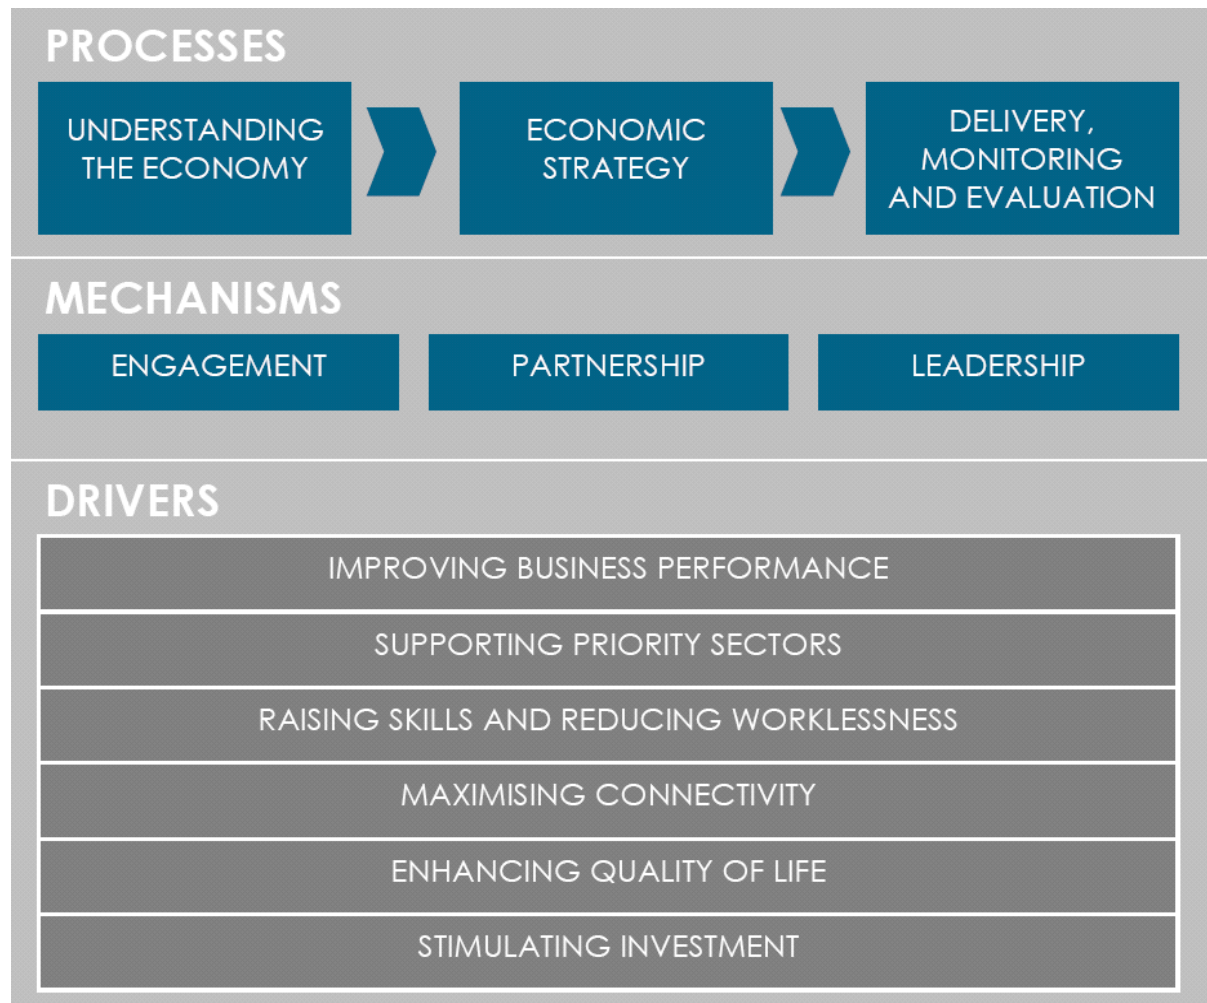 PROCESSES
UNDERSTANDING
THE ECONOMY
ECONOMIC
STRATEGY
DELIVERY,
MONITORING
AND EVALUATION
MECHANISMS
ENGAGEMENT
PARTNERSHIP
LEADERSHIP
DRIVERS
IMPROVING BUSINESS PERFORMANCE
SUPPORTING PRIORITY SECTORS
RAISING SKILLS AND REDUCING WORKLESSNESS
MAXIMISING CONNECTIVITY
ENHANCING QUALITY OF LIFE
STIMULATING INVESTMENT